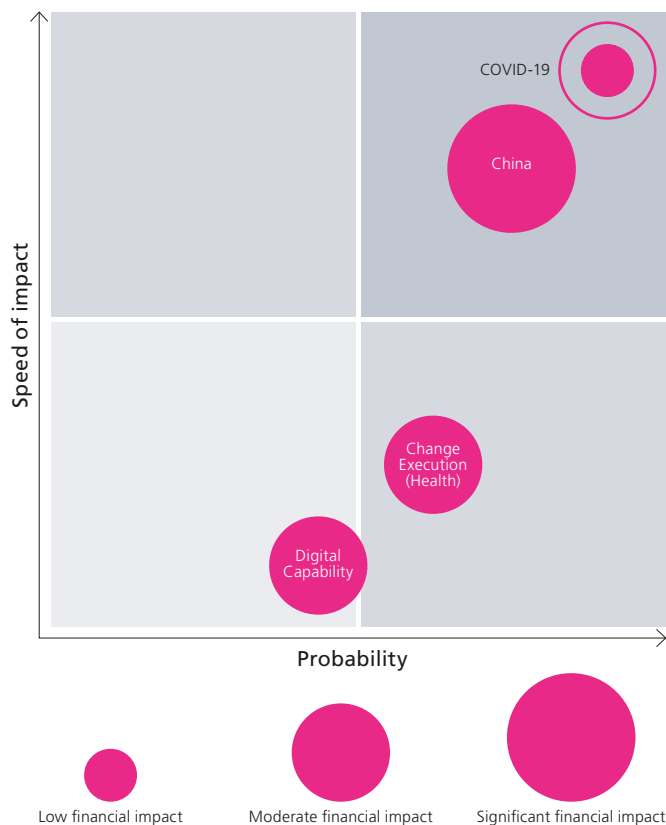 COVID-19
China
Speed of impact
Change
Execution
(Health)
Digital
Capability
Probability
Low financial impact
Moderate financial impact
Significant financial impact